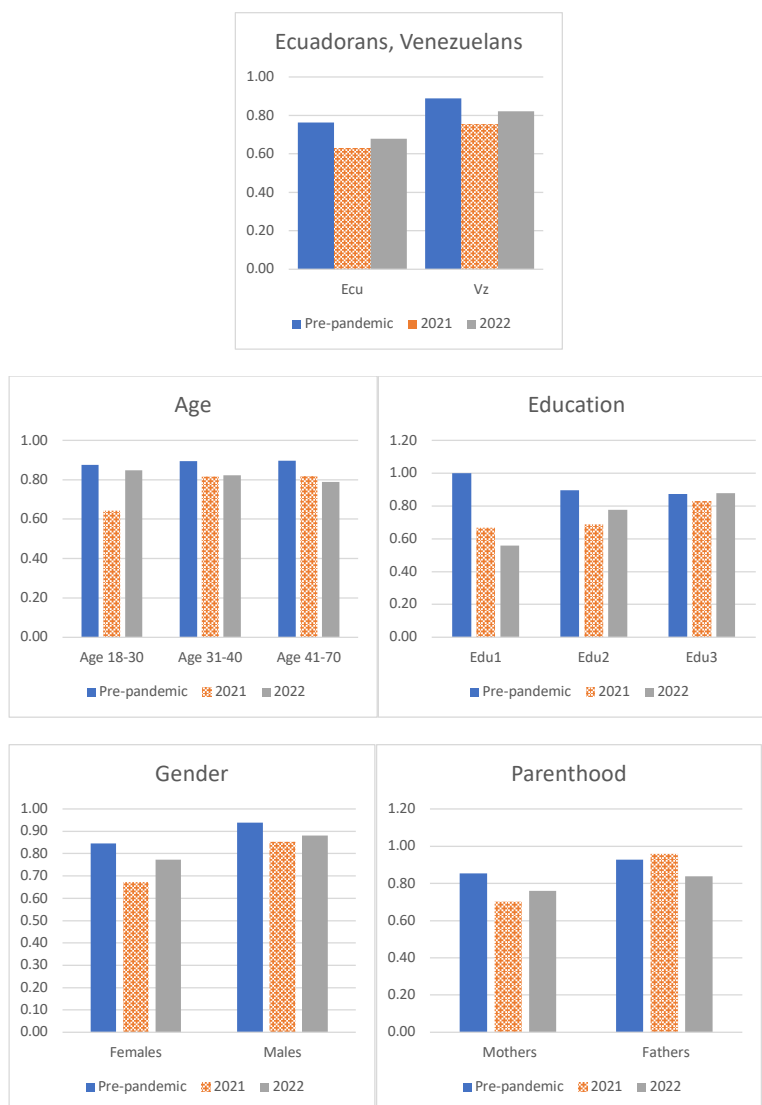 Ecuadorans, Venezuelans
1.00
0.80
0.60
0.40
0.20
0.00
Ecu Vz
Pre-pandemic 2021 2022
Age
1.00
0.80
0.60
0.40
0.20
0.00
Age 18-30 Age 31-40 Age 41-70
Pre-pandemic 2021 2022
Education
1.20
1.00
0.80
0.60
0.40
0.20
0.00
Edu1 Edu2 Edu3
Pre-pandemic 2021 2022
Gender
1.00
0.90
0.80
0.70
0.60
0.50
0.40
0.30
0.20
0.10
0.00
Females Males
Pre-pandemic 2021 2022
Parenthood
1.20
1.00
0.80
0.60
0.40
0.20
0.00
Mothers Fathers
Pre-pandemic 2021 2022